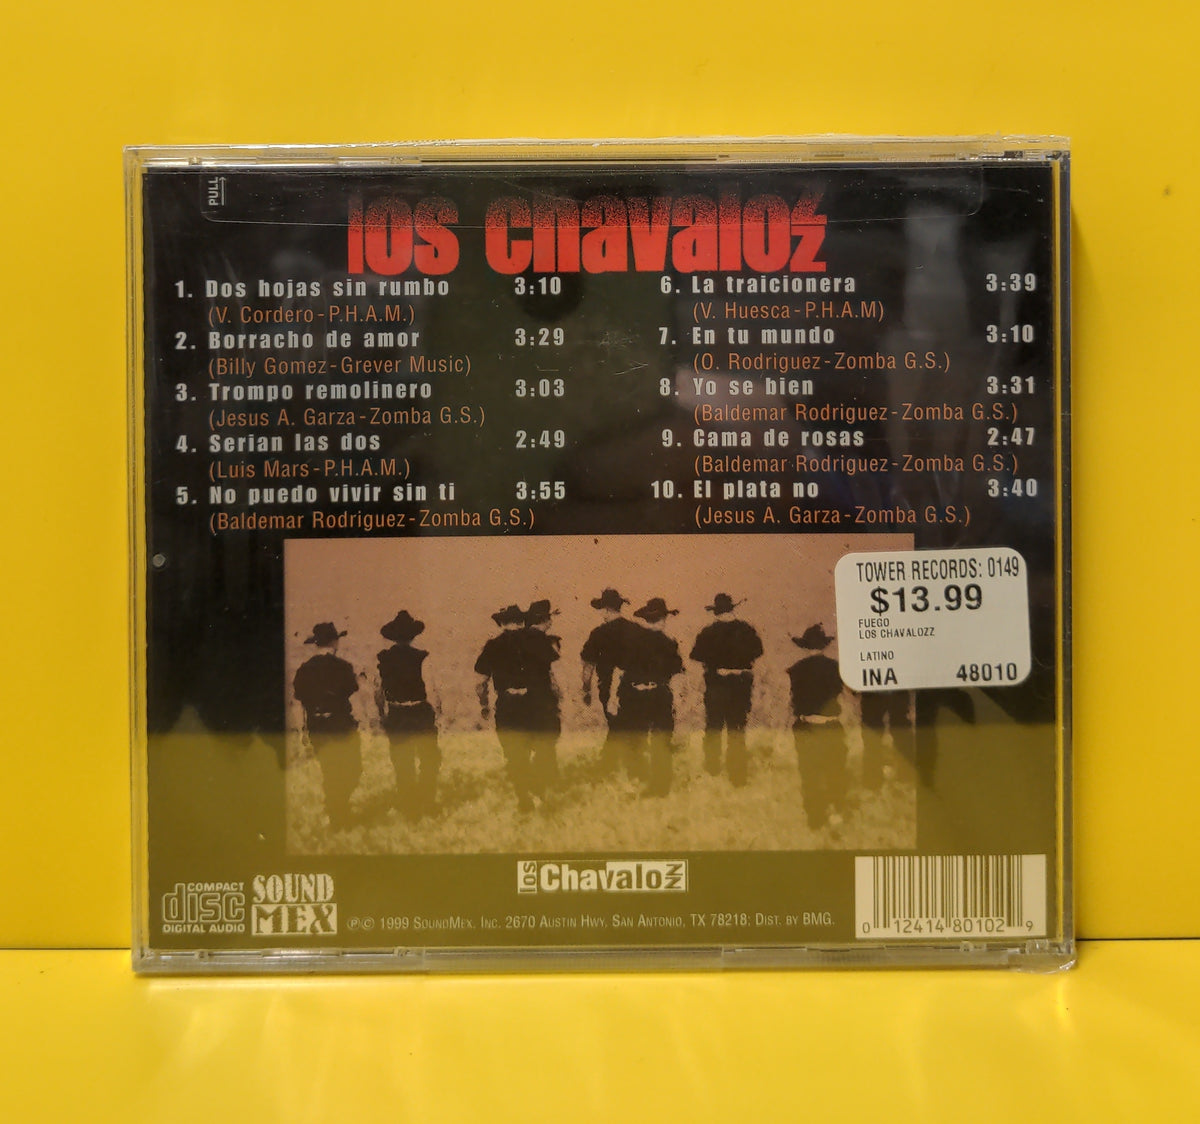 PULL
los Chavalozz
1. Dos hojas sin rumbo 3:10
(V. Cordero-P.H.A.M.)
2. Borracho de amor 3:29
(Billy Gomez-Grever Music)
3. Trompo remolinero 3:03
(Jesus A. Garza-Zomba G.S.)
4. Serian las dos 2:49
(Luis Mars-P.H.A.M.)
5. No puedo vivir sin ti 3:55
(Baldemar Rodriguez-Zomba G.S.)
6. La traicionera 3:39
(V. Huesca-P.H.A.M)
7. En tu mundo 3:10
(O. Rodriguez-Zomba G.S.)
8. Yo se bien 3:31
(Baldemar Rodriguez-Zomba G.S.)
9. Cama de rosas 2:47
(Baldemar Rodriguez-Zomba G.S.)
10. El plata no 3:40
(Jesus A. Garza-Zomba G.S.)
TOWER RECORDS: 0149
$13.99
FUEGO
LOS CHAVALOZZ
LATINO
INA 48010
los Chavalozz
COMPACT
disc
DIGITAL AUDIO
SOUND
MEX
℗© 1999 SOUNDMEX, INC. 2670 AUSTIN HWY. SAN ANTONIO, TX 78218: DIST. BY BMG.
0 12414 80102 9